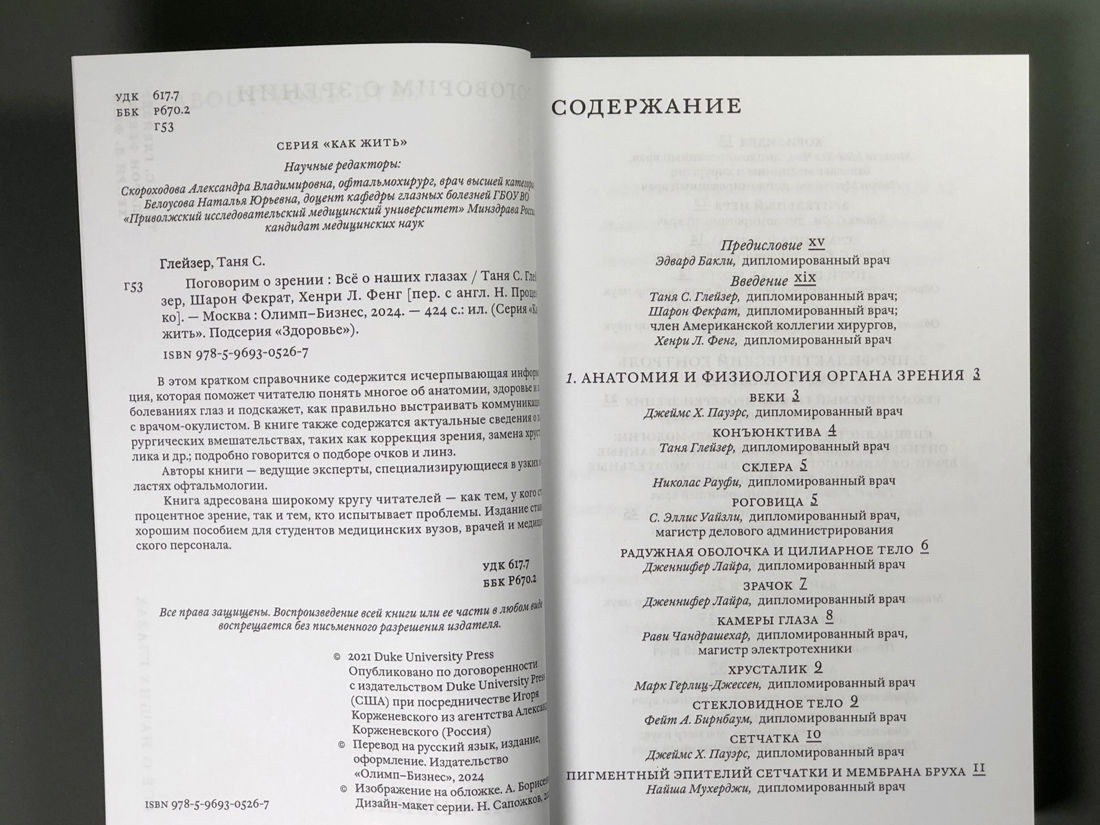 УДК 617.7
ББК Р670.2
Г53
СЕРИЯ «КАК ЖИТЬ»
Научные редакторы:
Скороходова Александра Владимировна, офтальмохирург, врач высшей
Белоусова Наталья Юрьевна, доцент кафедры глазных болезней ГБОУ ВО
«Приволжский исследовательский медицинский университет» Минздрава
кандидат медицинских наук
Глейзер, Таня С.
Г53 Поговорим о зрении : Всё о наших глазах / Таня С.
зер, Шарон Фекрат, Хенри Л. Фенг [пер. с англ. Н.
ко]. — Москва : Олимп–Бизнес, 2024. — 424 с.: ил. (Серия
жить». Подсерия «Здоровье»).
ISBN 978-5-9693-0526-7
В этом кратком справочнике содержится исчерпывающая
ция, которая поможет читателю понять многое об анатомии, здоровье и
болеваниях глаз и подскажет, как правильно выстраивать
с врачом-окулистом. В книге также содержатся актуальные сведения о
рургических вмешательствах, таких как коррекция зрения, замена
лика и др.; подробно говорится о подборе очков и линз.
Авторы книги — ведущие эксперты, специализирующиеся в узких
ластях офтальмологии.
Книга адресована широкому кругу читателей — как тем, у кого
процентное зрение, так и тем, кто испытывает проблемы. Издание
хорошим пособием для студентов медицинских вузов, врачей и
ского персонала.
УДК 617.7
ББК Р670.2
Все права защищены. Воспроизведение всей книги или ее части в любом виде
воспрещается без письменного разрешения издателя.
© 2021 Duke University Press
Опубликовано по договоренности
с издательством Duke University Press
(США) при посредничестве Игоря
Корженевского из агентства
Корженевского (Россия)
© Перевод на русский язык, издание,
оформление. Издательство
«Олимп–Бизнес», 2024
© Изображение на обложке. А.
Дизайн-макет серии. Н. Сапожков,
ISBN 978-5-9693-0526-7
СОДЕРЖАНИЕ
Предисловие xv
Эдвард Бакли, дипломированный врач
Введение xix
Таня С. Глейзер, дипломированный врач;
Шарон Фекрат, дипломированный врач;
член Американской коллегии хирургов,
Хенри Л. Фенг, дипломированный врач
1. АНАТОМИЯ И ФИЗИОЛОГИЯ ОРГАНА ЗРЕНИЯ 3
ВЕКИ 3
Джеймс Х. Пауэрс, дипломированный врач
КОНЪЮНКТИВА 4
Таня Глейзер, дипломированный врач
СКЛЕРА 5
Николас Рауфи, дипломированный врач
РОГОВИЦА 5
С. Эллис Уайзли, дипломированный врач,
магистр делового администрирования
РАДУЖНАЯ ОБОЛОЧКА И ЦИЛИАРНОЕ ТЕЛО 6
Дженнифер Лайра, дипломированный врач
ЗРАЧОК 7
Дженнифер Лайра, дипломированный врач
КАМЕРЫ ГЛАЗА 8
Рави Чандрашехар, дипломированный врач,
магистр электротехники
ХРУСТАЛИК 9
Марк Герлиц-Джессен, дипломированный врач
СТЕКЛОВИДНОЕ ТЕЛО 9
Фейт А. Бирнбаум, дипломированный врач
СЕТЧАТКА 10
Джеймс Х. Пауэрс, дипломированный врач
ПИГМЕНТНЫЙ ЭПИТЕЛИЙ СЕТЧАТКИ И МЕМБРАНА БРУХА 11
Найша Мухерджи, дипломированный врач